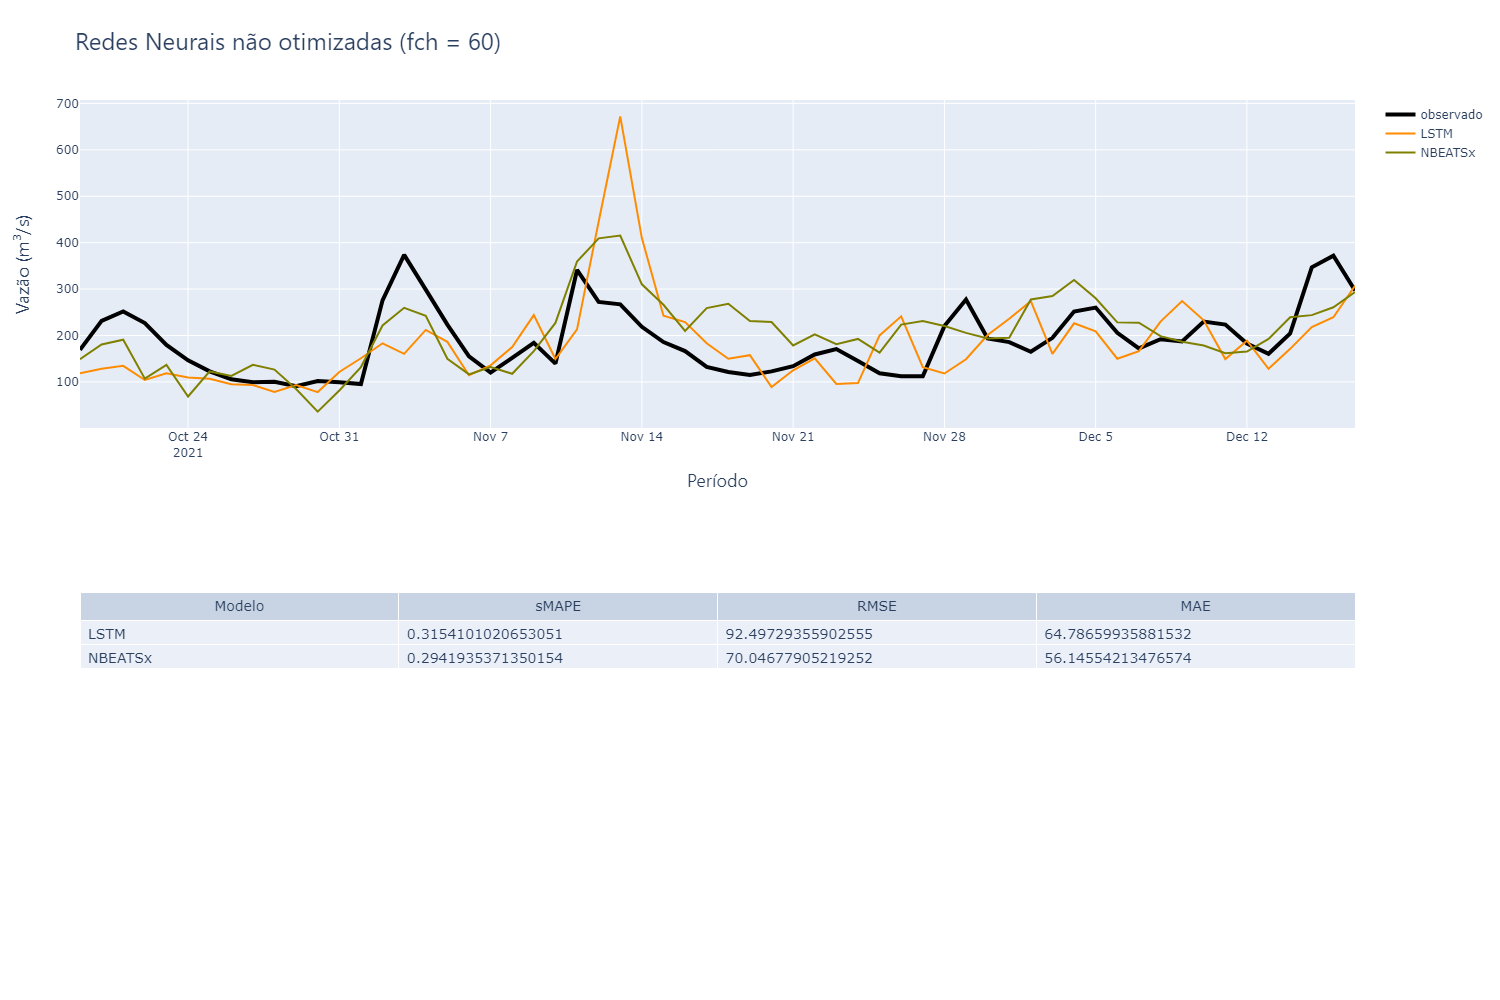 Redes Neurais não otimizadas (fch = 60)
700
600
500
400
300
200
100
Vazão (m³/s)
Oct 24
2021
Oct 31
Nov 7
Nov 14
Nov 21
Nov 28
Dec 5
Dec 12
Período
observado
LSTM
NBEATSx
Modelo sMAPE RMSE MAE
LSTM 0.3154101020653051 92.49729355902555 64.78659935881532
NBEATSx 0.2941935371350154 70.04677905219252 56.14554213476574